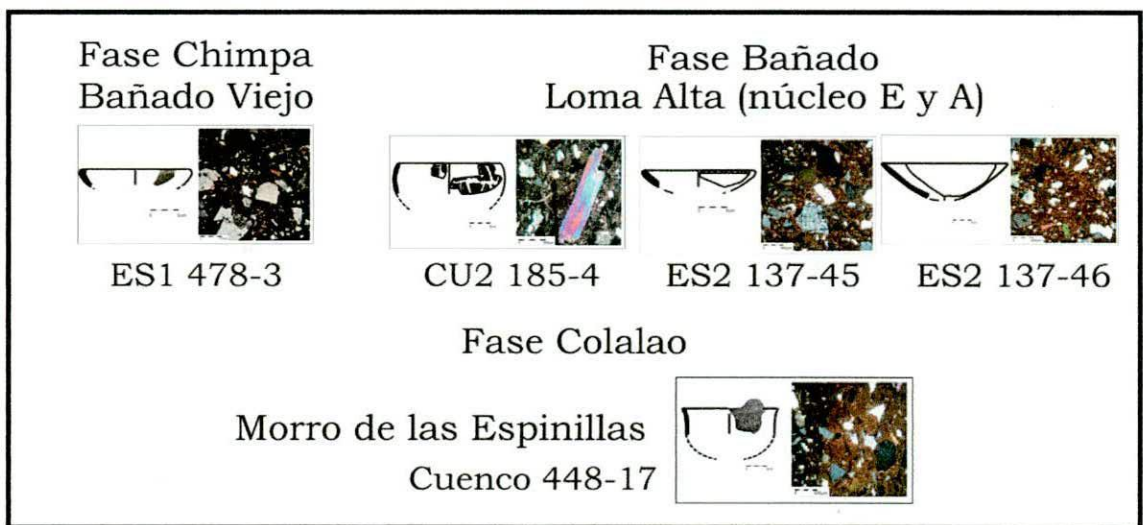 Fase Chimpa
Bañado Viejo
Fase Bañado
Loma Alta (núcleo E y A)
ES1 478-3
CU2 185-4
ES2 137-45
ES2 137-46
Fase Colalao
Morro de las Espinillas
Cuenco 448-17